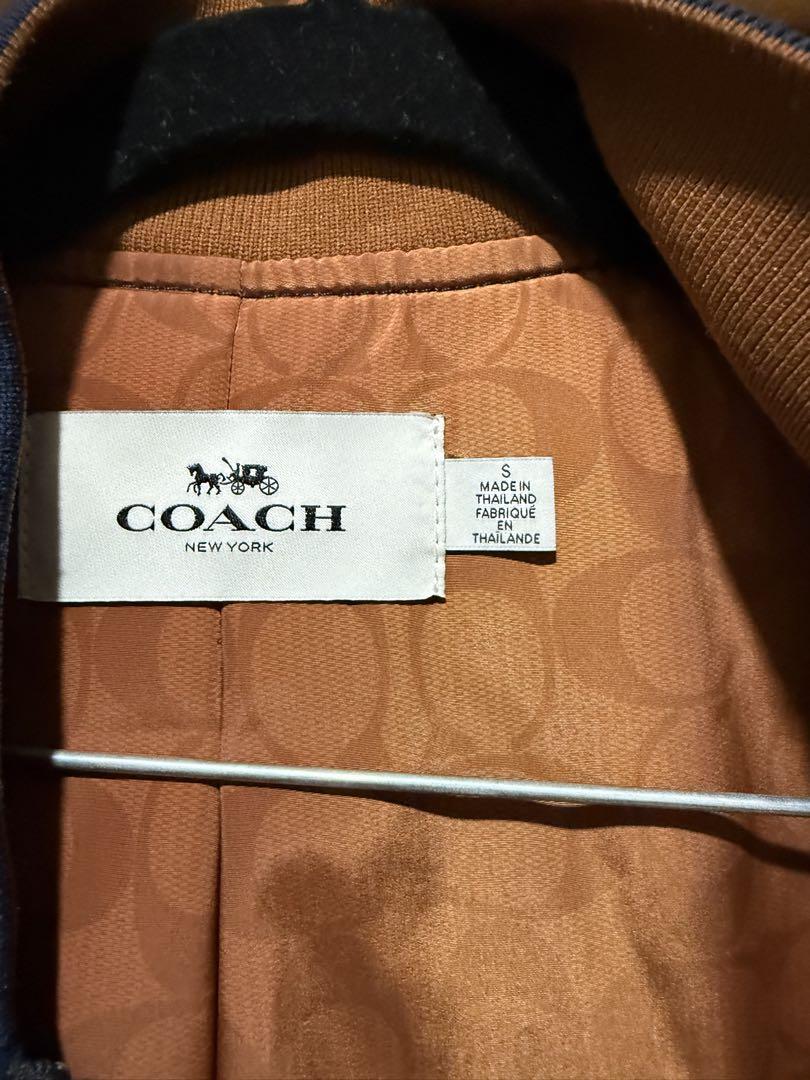 COACH
NEW YORK
S
MADE IN
THAILAND
FABRIQUÉ
EN
THAÏLANDE